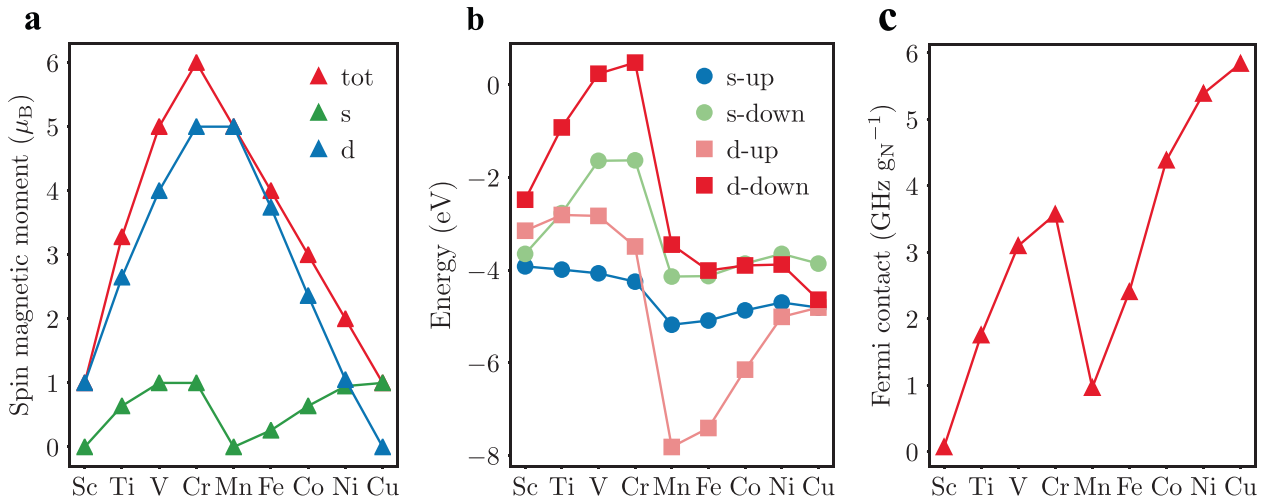 a
Spin magnetic moment (μB)
6
5
4
3
2
1
0
tot
s
d
Sc Ti V Cr Mn Fe Co Ni Cu
b
Energy (eV)
0
−2
−4
−6
−8
s-up
s-down
d-up
d-down
Sc Ti V Cr Mn Fe Co Ni Cu
c
Fermi contact (GHz gN⁻¹)
6
5
4
3
2
1
0
Sc Ti V Cr Mn Fe Co Ni Cu